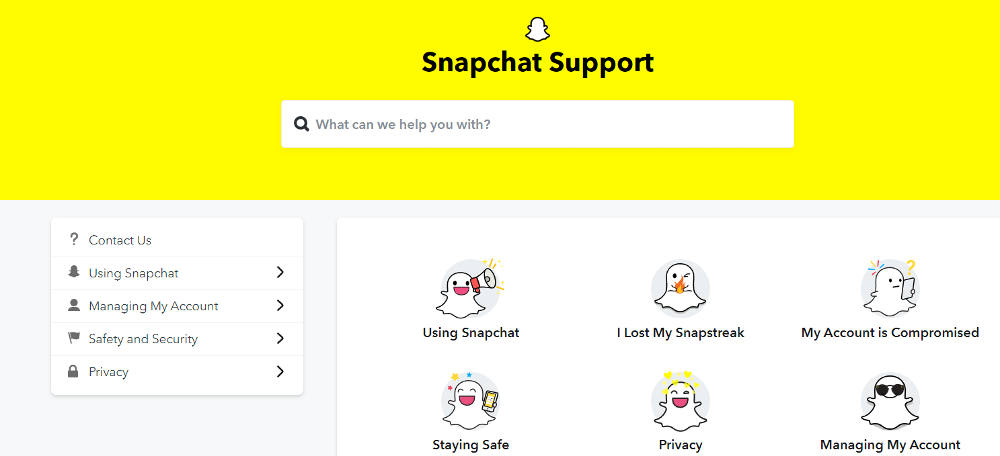 Snapchat Support
What can we help you with?
Contact Us
Using Snapchat
Managing My Account
Safety and Security
Privacy
Using Snapchat
I Lost My Snapstreak
My Account is Compromised
Staying Safe
Privacy
Managing My Account